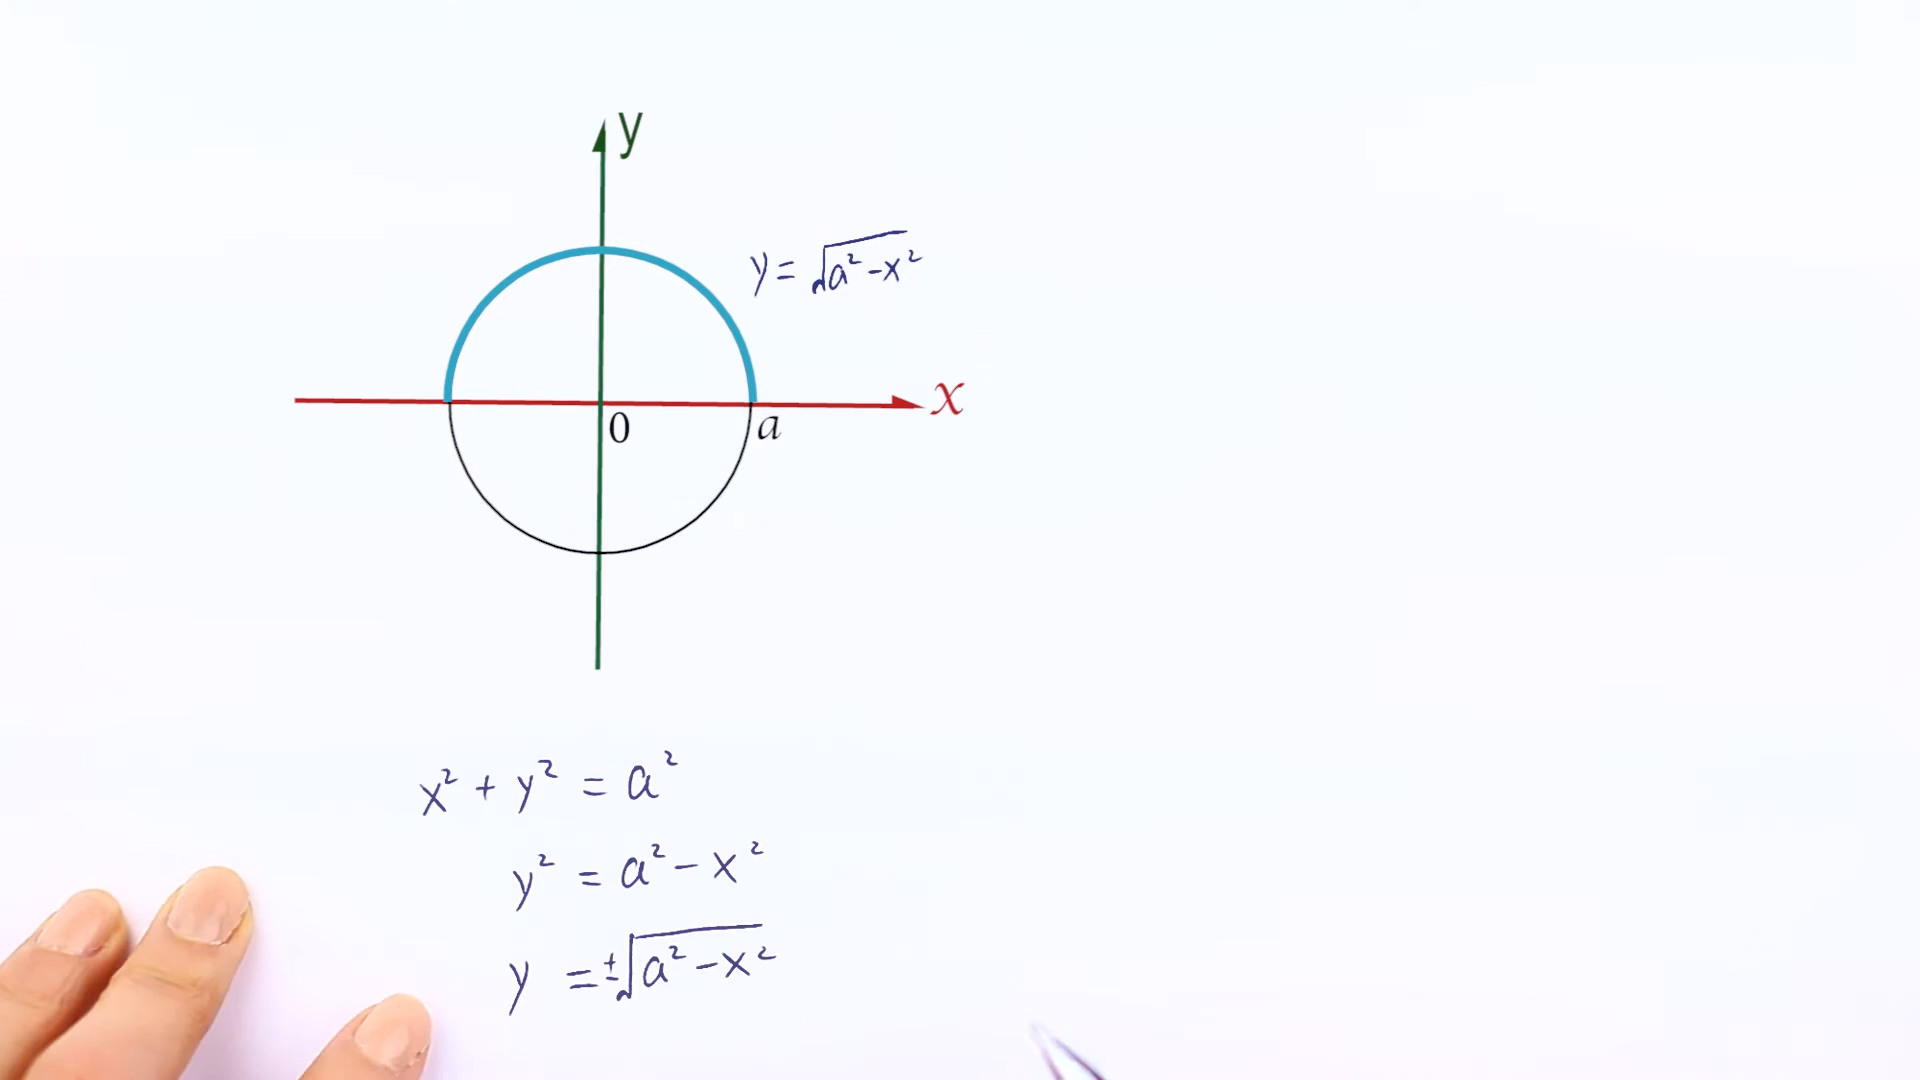 y
y = √(a² - x²)
x
0
a
x² + y² = a²
y² = a² - x²
y = ±√(a² - x²)